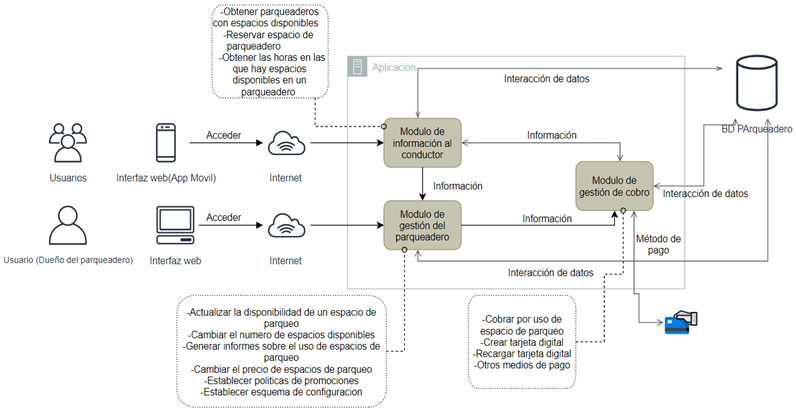 -Obtener parqueaderos
con espacios disponibles
-Reservar espacio de
parqueadero
-Obtener las horas en las
que hay espacios
disponibles en un
parqueadero
Aplicacion
Interacción de datos
BD PArqueadero
Usuarios
Interfaz web(App Movil)
Acceder
Internet
Modulo de
información al
conductor
Información
Información
Modulo de
gestión de cobro
Interacción de datos
Usuario (Dueño del parqueadero)
Interfaz web
Acceder
Internet
Modulo de
gestión del
parqueadero
Información
Método de
pago
Interacción de datos
-Actualizar la disponibilidad de un espacio de
parqueo
-Cambiar el numero de espacios disponibles
-Generar informes sobre el uso de espacios de
parqueo
-Cambiar el precio de espacios de parqueo
-Establecer politicas de promociones
-Establecer esquema de configuracion
-Cobrar por uso de
espacio de parqueo
-Crear tarjeta digital
-Recargar tarjeta digital
-Otros medios de pago